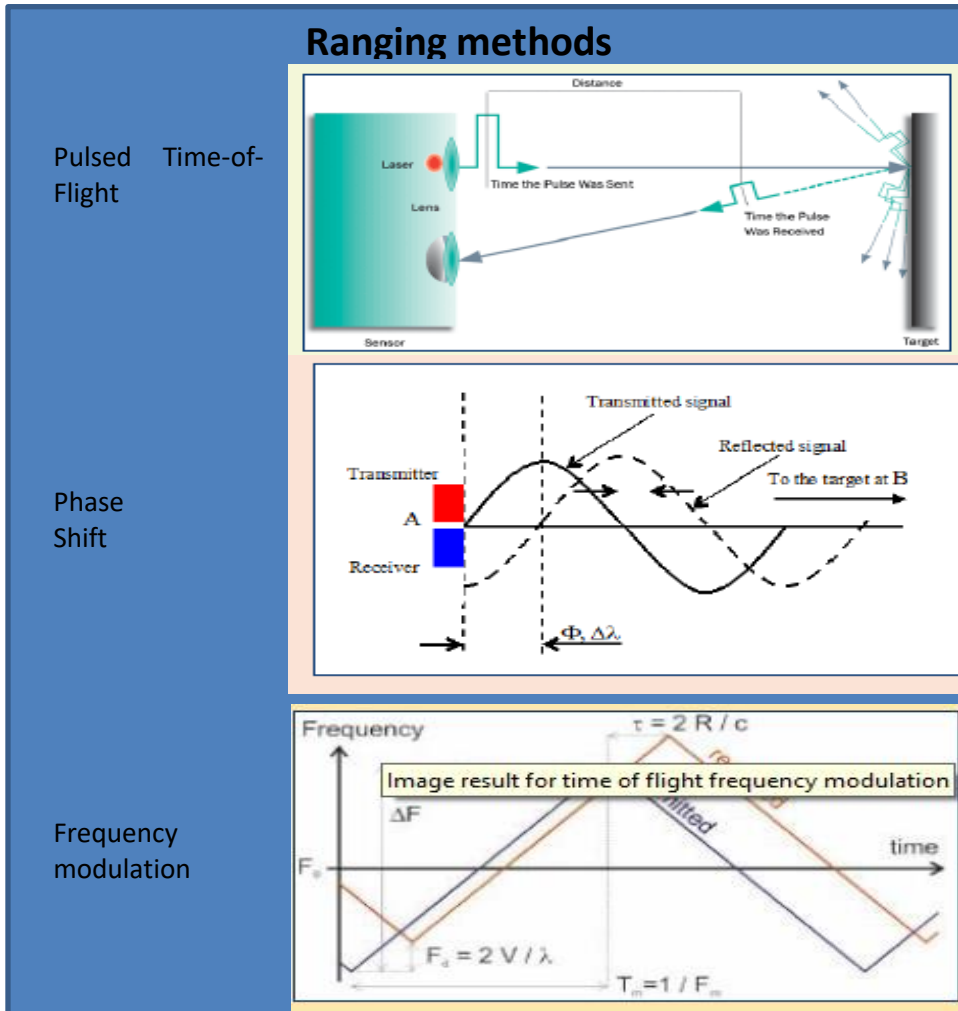 Ranging methods
Pulsed Time-of-
Flight
Distance
Laser
Time the Pulse Was Sent
Lens
Time the Pulse
Was Received
Sensor
Target
Phase
Shift
Transmitted signal
Reflected signal
Transmitter
To the target at B
A
Receiver
Φ, Δλ
Frequency
modulation
Frequency
τ = 2 R / c
Image result for time of flight frequency modulation
ΔF
time
F_d = 2 V / λ
T_m=1 / F_m